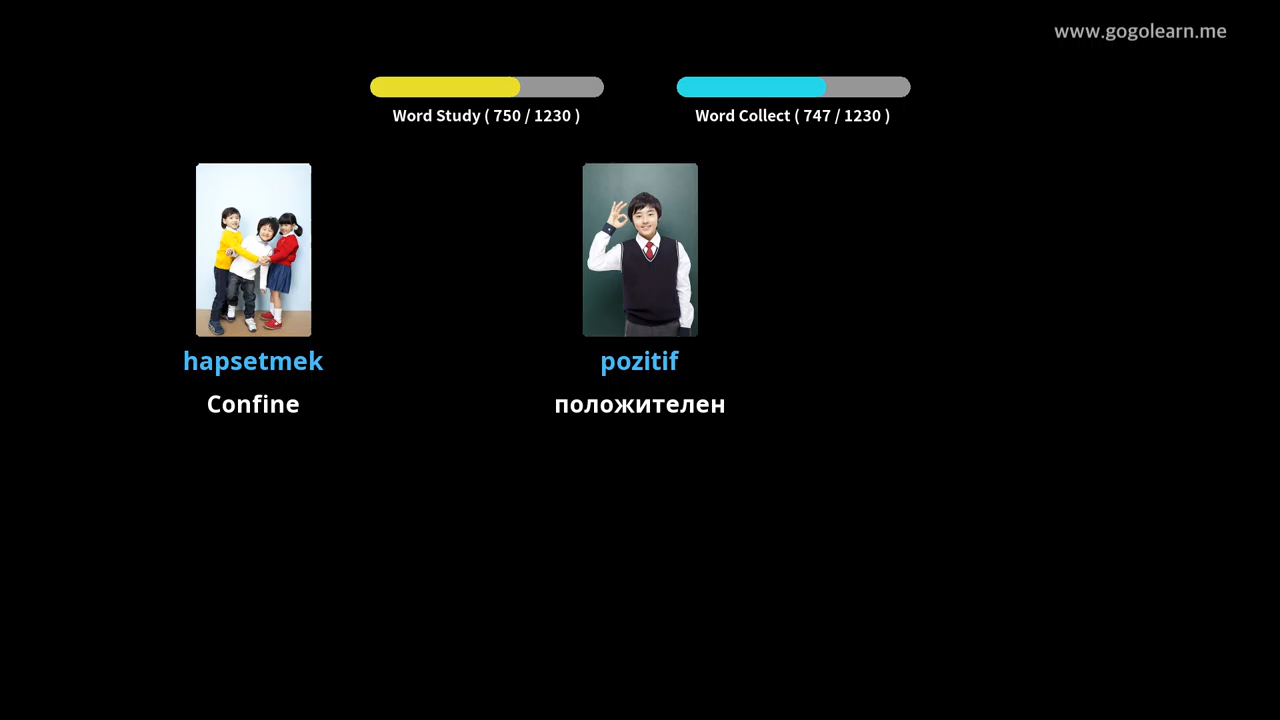 www.gogolearn.me
Word Study ( 750 / 1230 )
Word Collect ( 747 / 1230 )
hapsetmek
pozitif
Confine
положителен